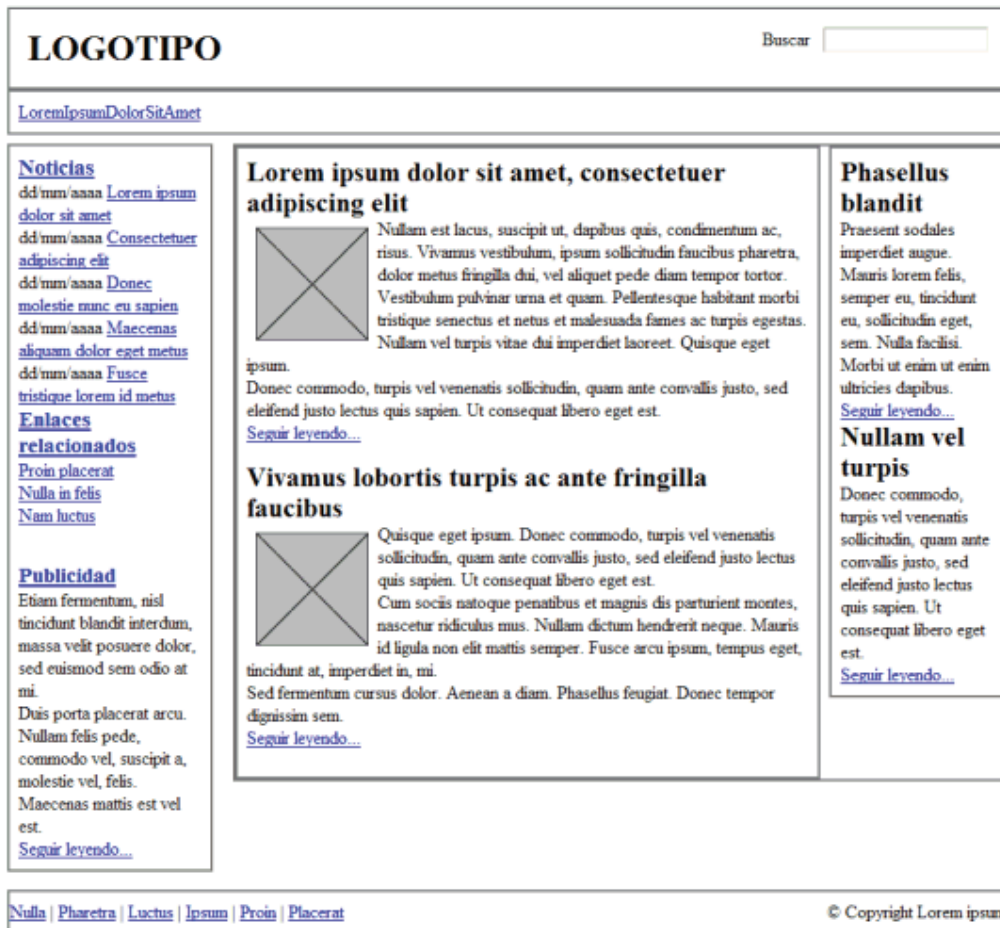 LOGOTIPO
Buscar
LoremIpsumDolorSitAmet
Noticias
dd/mm/aaaa Lorem ipsum
dolor sit amet
dd/mm/aaaa Consectetuer
adipiscing elit
dd/mm/aaaa Donec
molestie nunc eu sapien
dd/mm/aaaa Maecenas
aliquam dolor eget metus
dd/mm/aaaa Fusce
tristique lorem id metus
Enlaces
relacionados
Proin placerat
Nulla in felis
Nam luctus
Publicidad
Etiam fermentum, nisl
tincidunt blandit interdum,
massa velit posuere dolor,
sed euismod sem odio at
mi.
Duis porta placerat arcu.
Nullam felis pede,
commodo vel, suscipit a,
molestie vel, felis.
Maecenas mattis est vel
est.
Seguir leyendo...
Lorem ipsum dolor sit amet, consectetuer
adipiscing elit
Nullam est lacus, suscipit ut, dapibus quis, condimentum ac,
risus. Vivamus vestibulum, ipsum sollicitudin faucibus pharetra,
dolor metus fringilla dui, vel aliquet pede diam tempor tortor.
Vestibulum pulvinar urna et quam. Pellentesque habitant morbi
tristique senectus et netus et malesuada fames ac turpis egestas.
Nullam vel turpis vitae dui imperdiet laoreet. Quisque eget
ipsum.
Donec commodo, turpis vel venenatis sollicitudin, quam ante convallis justo, sed
eleifend justo lectus quis sapien. Ut consequat libero eget est.
Seguir leyendo...
Vivamus lobortis turpis ac ante fringilla
faucibus
Quisque eget ipsum. Donec commodo, turpis vel venenatis
sollicitudin, quam ante convallis justo, sed eleifend justo lectus
quis sapien. Ut consequat libero eget est.
Cum sociis natoque penatibus et magnis dis parturient montes,
nascetur ridiculus mus. Nullam dictum hendrerit neque. Mauris
id ligula non elit mattis semper. Fusce arcu ipsum, tempus eget,
tincidunt at, imperdiet in, mi.
Sed fermentum cursus dolor. Aenean a diam. Phasellus feugiat. Donec tempor
dignissim sem.
Seguir leyendo...
Phasellus
blandit
Praesent sodales
imperdiet augue.
Mauris lorem felis,
semper eu, tincidunt
eu, sollicitudin eget,
sem. Nulla facilisi.
Morbi ut enim ut enim
ultricies dapibus.
Seguir leyendo...
Nullam vel
turpis
Donec commodo,
turpis vel venenatis
sollicitudin, quam ante
convallis justo, sed
eleifend justo lectus
quis sapien. Ut
consequat libero eget
est.
Seguir leyendo...
Nulla | Pharetra | Luctus | Ipsum | Proin | Placerat
© Copyright Lorem ipsum